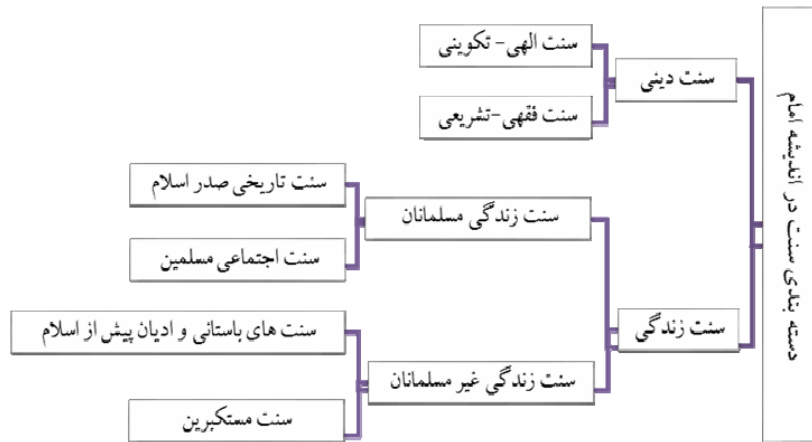 دسته بندی سنت در اندیشه امام
سنت دینی
سنت الهی- تکوینی
سنت فقهی-تشریعی
سنت زندگی
سنت زندگی مسلمانان
سنت تاریخی صدر اسلام
سنت اجتماعی مسلمین
سنت زندگی غیر مسلمانان
سنت های باستانی و ادیان پیش از اسلام
سنت مستکبرین